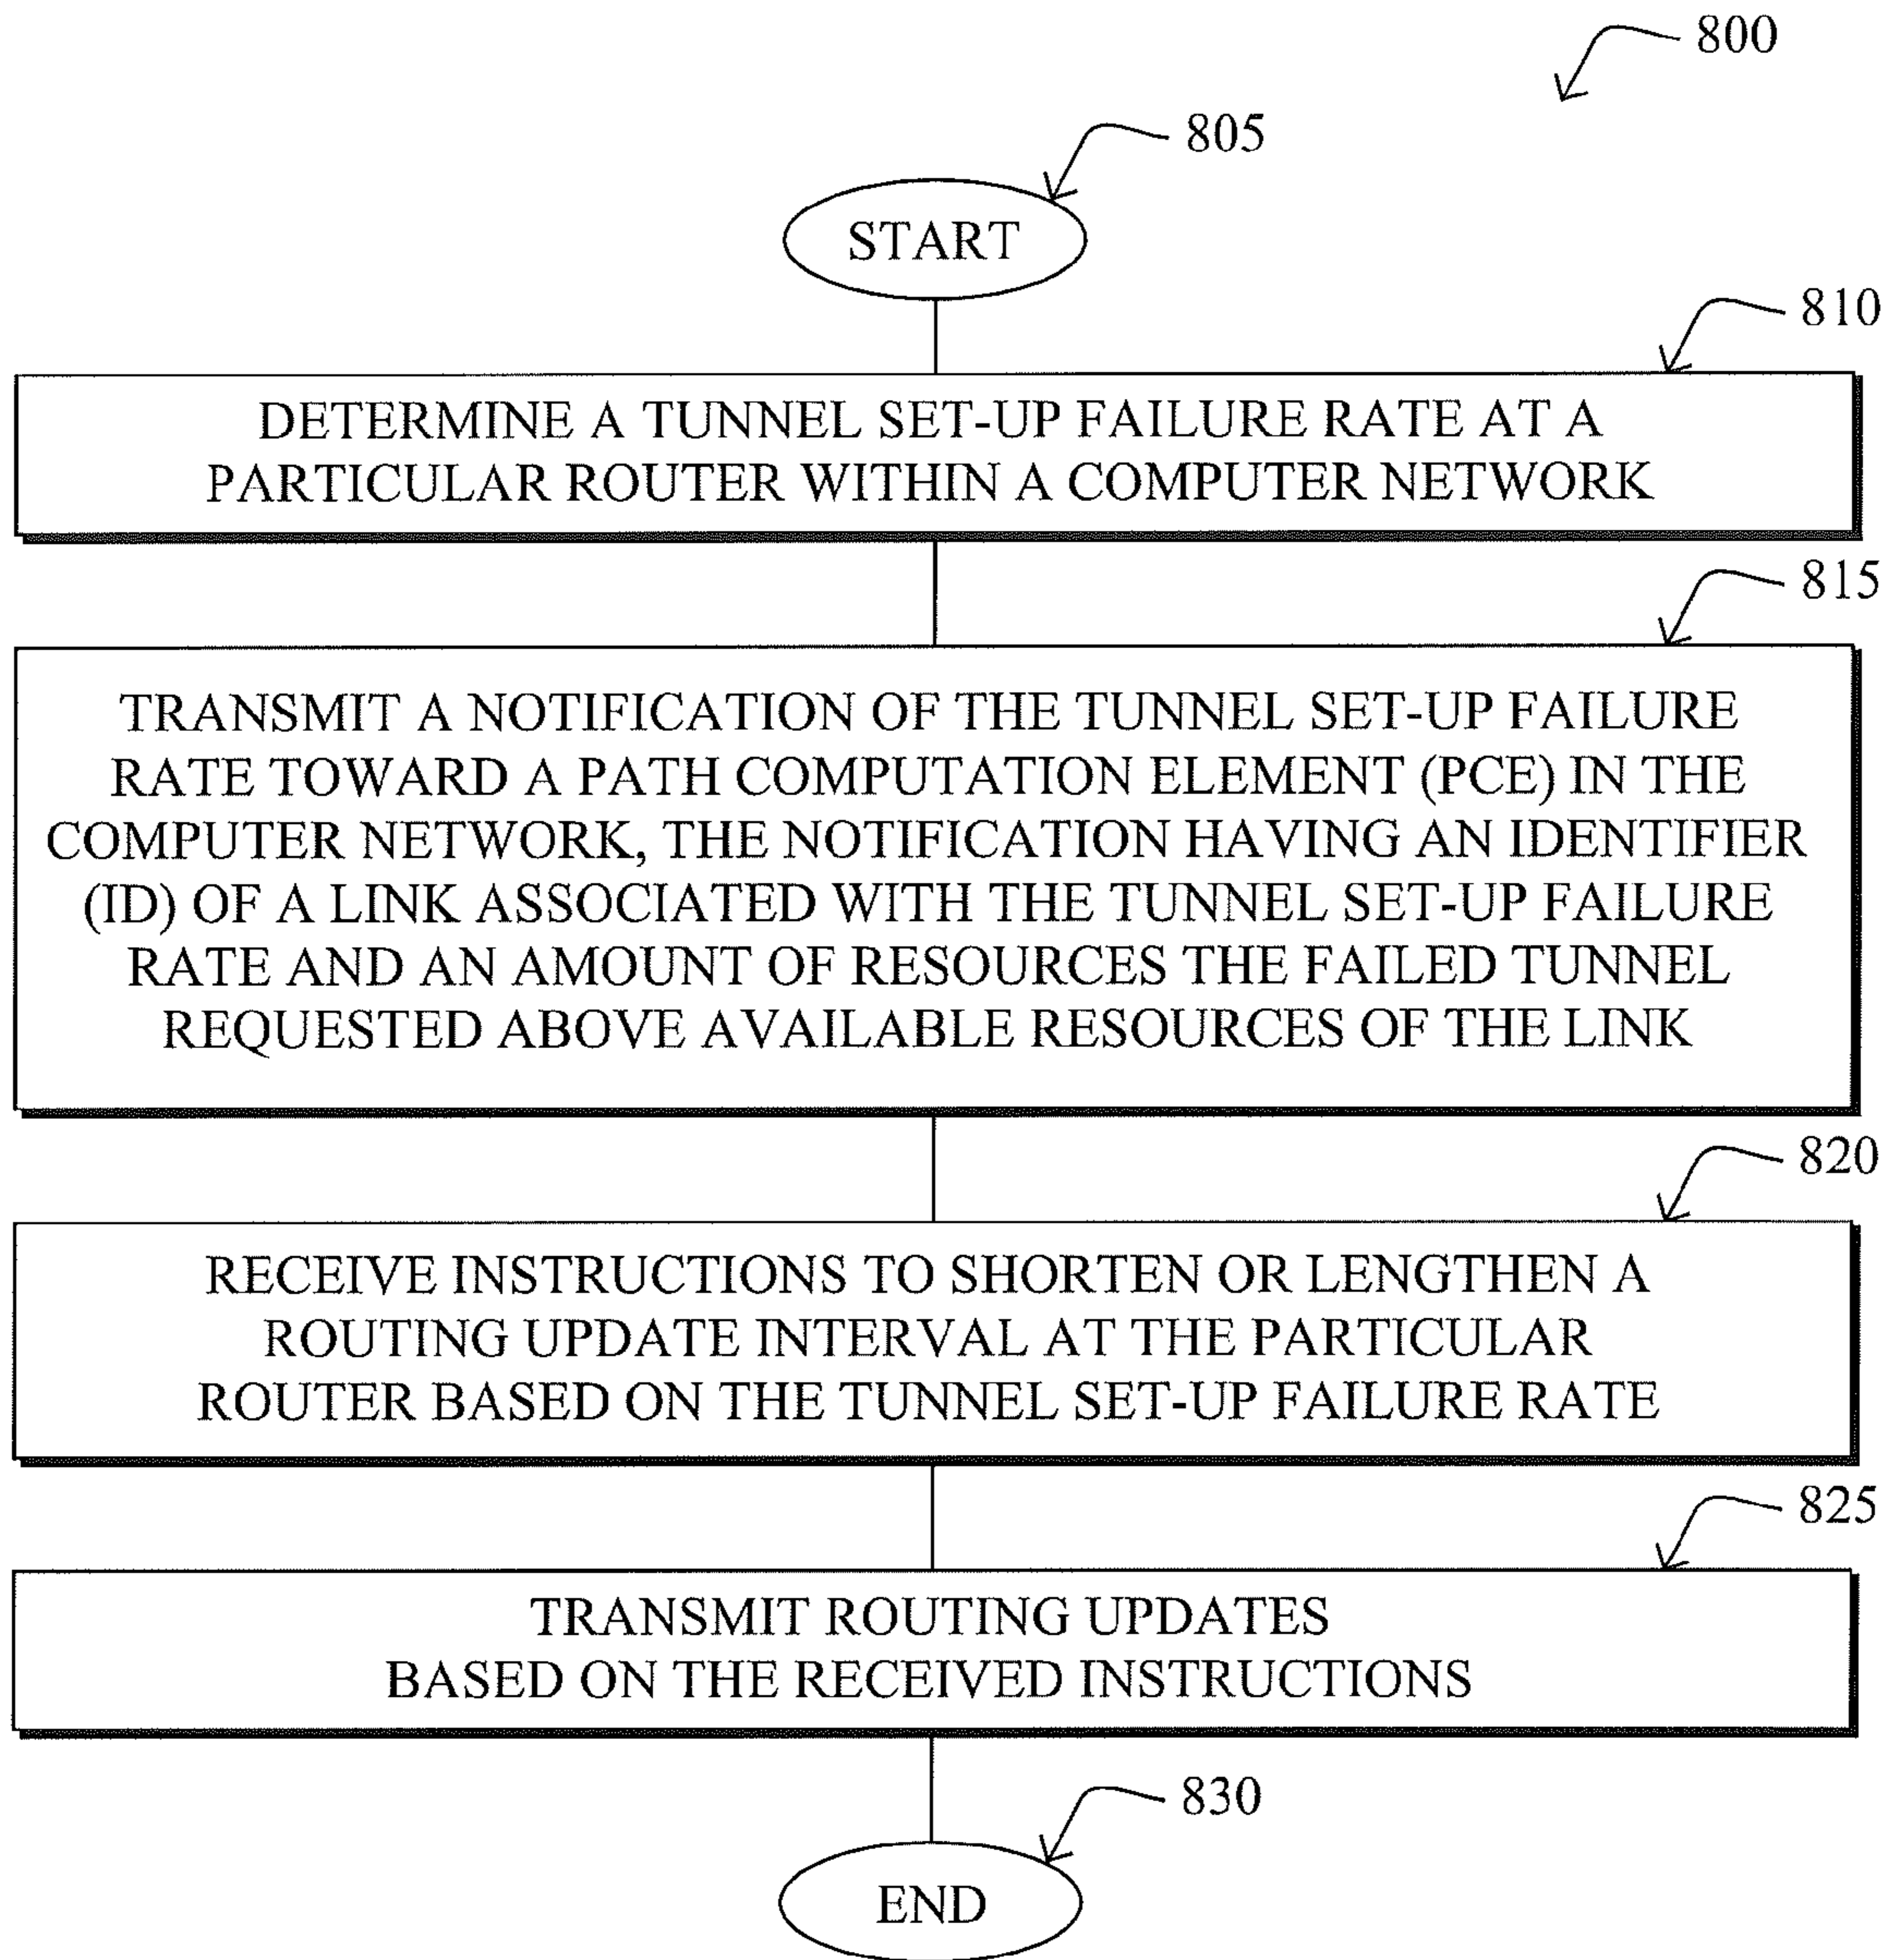 800
805
START
810
DETERMINE A TUNNEL SET-UP FAILURE RATE AT A
PARTICULAR ROUTER WITHIN A COMPUTER NETWORK
815
TRANSMIT A NOTIFICATION OF THE TUNNEL SET-UP FAILURE
RATE TOWARD A PATH COMPUTATION ELEMENT (PCE) IN THE
COMPUTER NETWORK, THE NOTIFICATION HAVING AN IDENTIFIER
(ID) OF A LINK ASSOCIATED WITH THE TUNNEL SET-UP FAILURE
RATE AND AN AMOUNT OF RESOURCES THE FAILED TUNNEL
REQUESTED ABOVE AVAILABLE RESOURCES OF THE LINK
820
RECEIVE INSTRUCTIONS TO SHORTEN OR LENGTHEN A
ROUTING UPDATE INTERVAL AT THE PARTICULAR
ROUTER BASED ON THE TUNNEL SET-UP FAILURE RATE
825
TRANSMIT ROUTING UPDATES
BASED ON THE RECEIVED INSTRUCTIONS
830
END